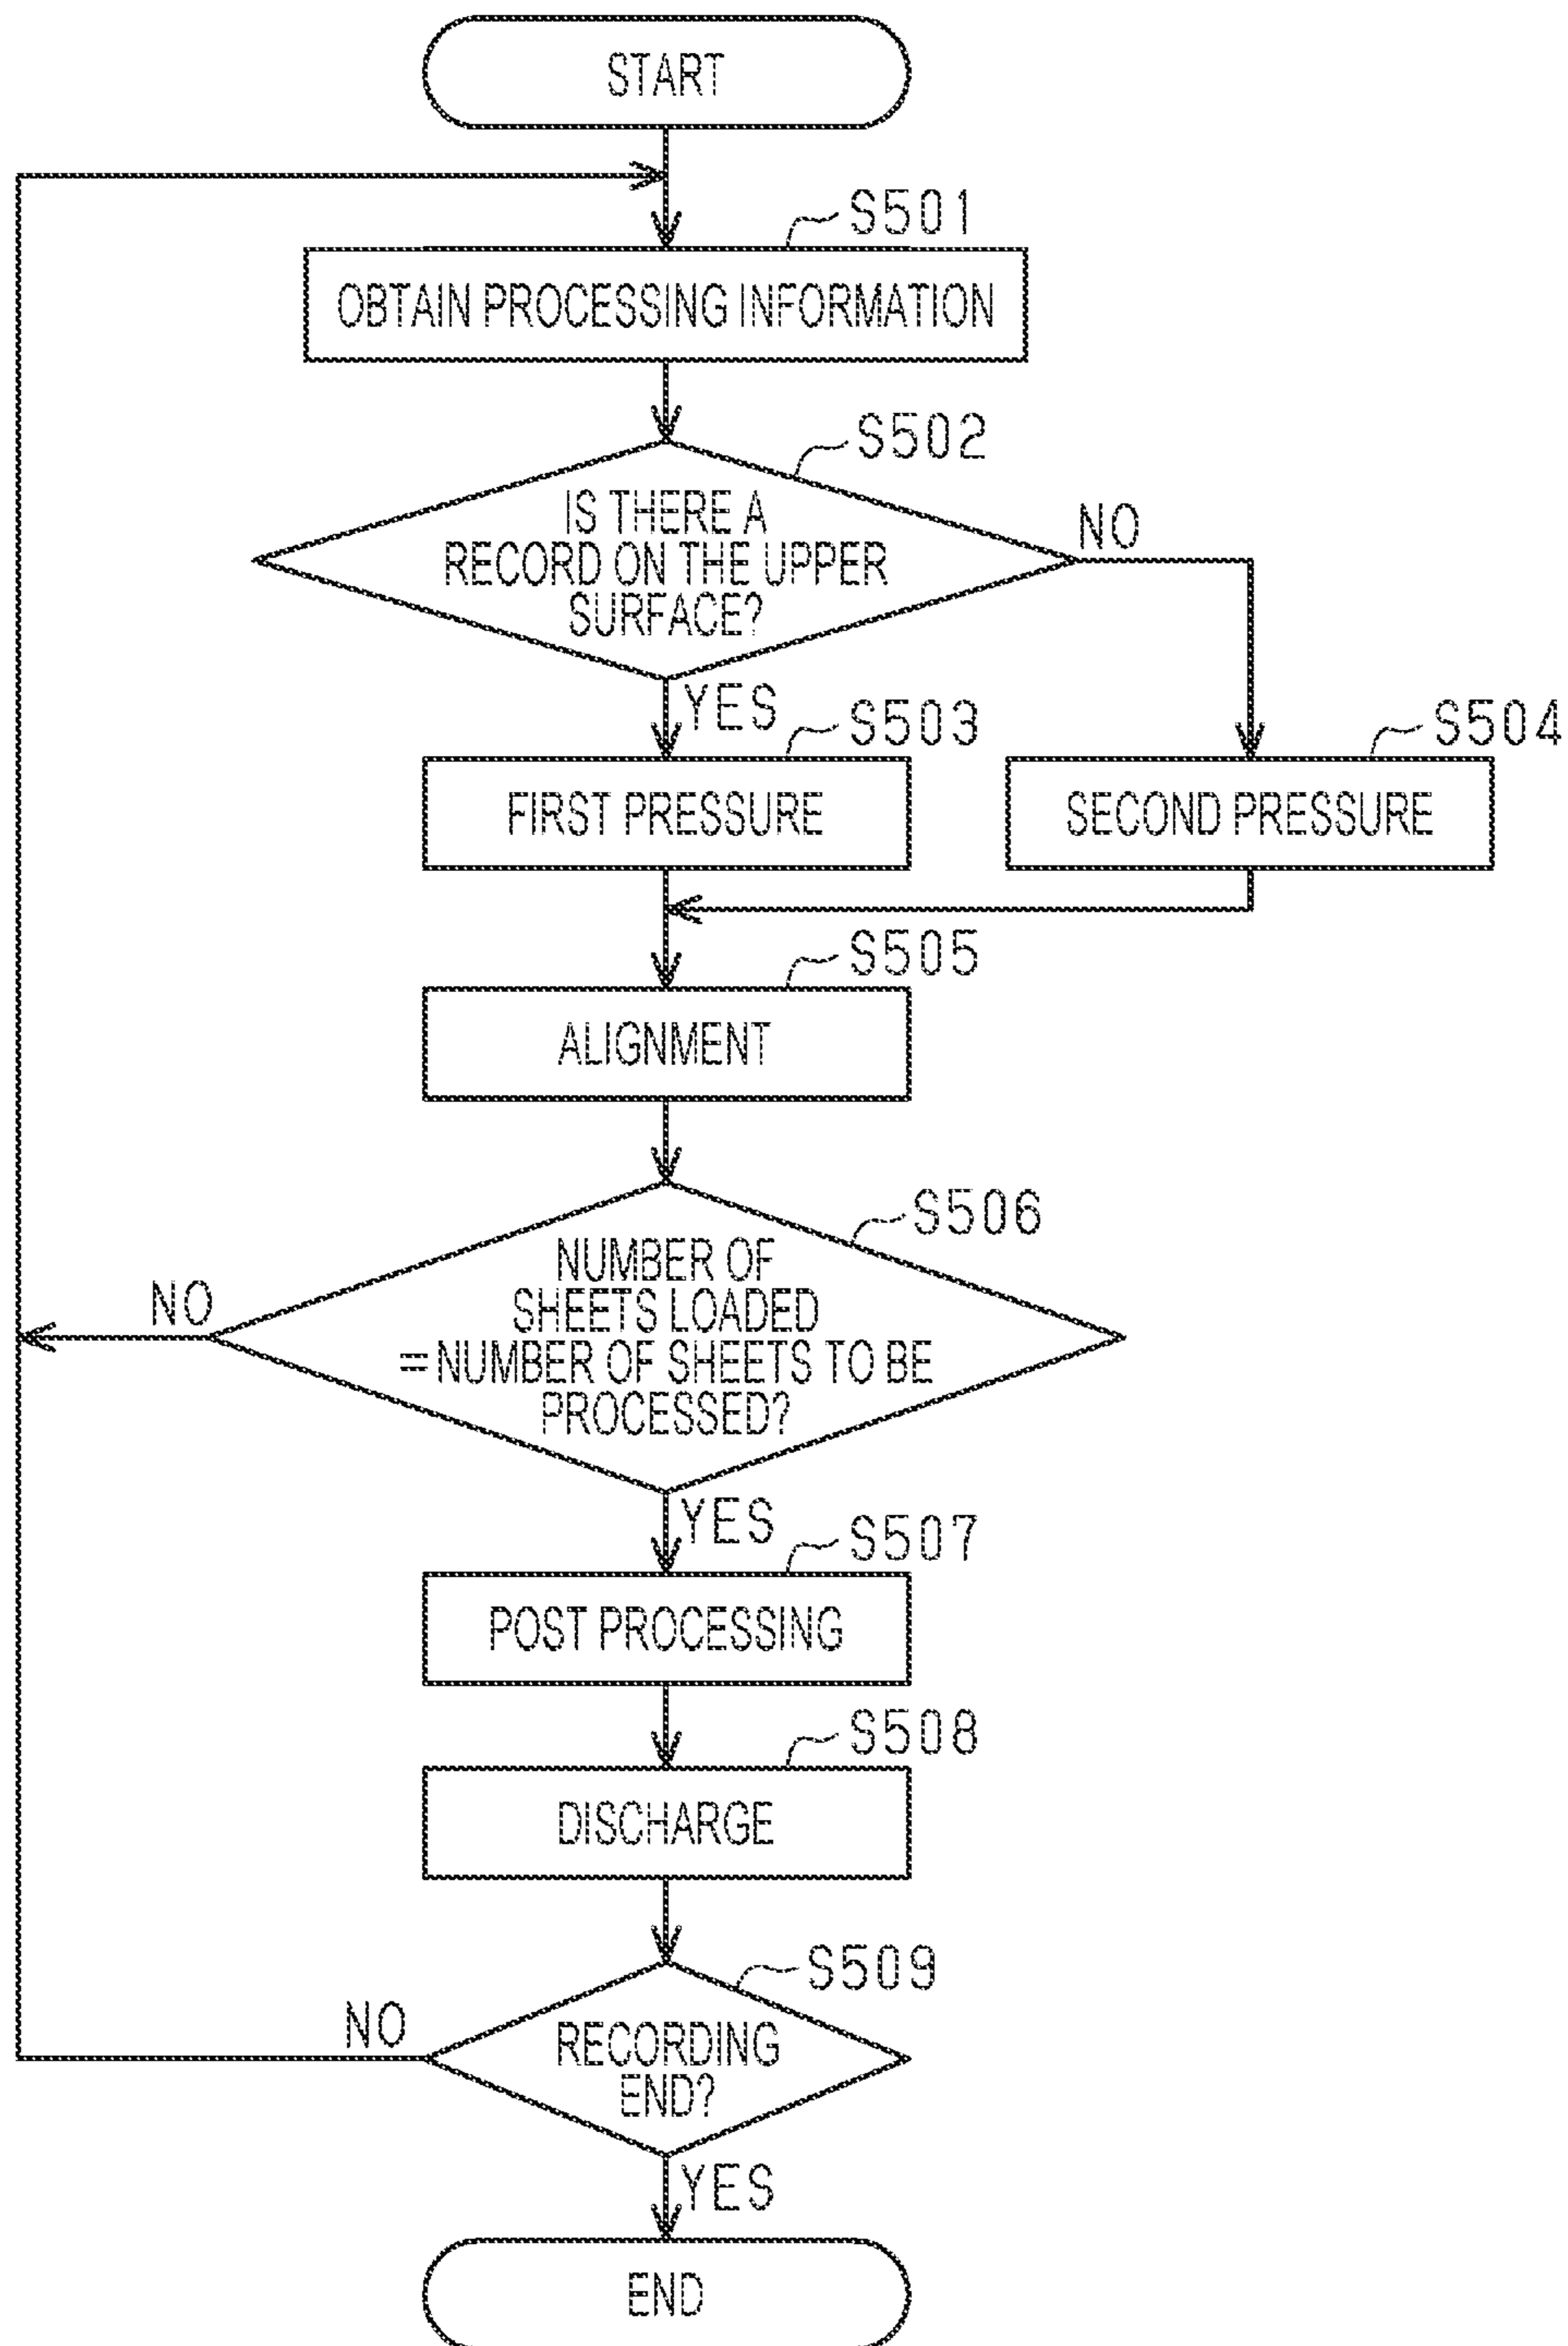 START
S501
OBTAIN PROCESSING INFORMATION
S502
IS THERE A
RECORD ON THE UPPER
SURFACE?
NO
YES
S503
S504
FIRST PRESSURE
SECOND PRESSURE
S505
ALIGNMENT
S506
NUMBER OF
SHEETS LOADED
=NUMBER OF SHEETS TO BE
PROCESSED?
NO
YES
S507
POST PROCESSING
S508
DISCHARGE
S509
RECORDING
END?
NO
YES
END